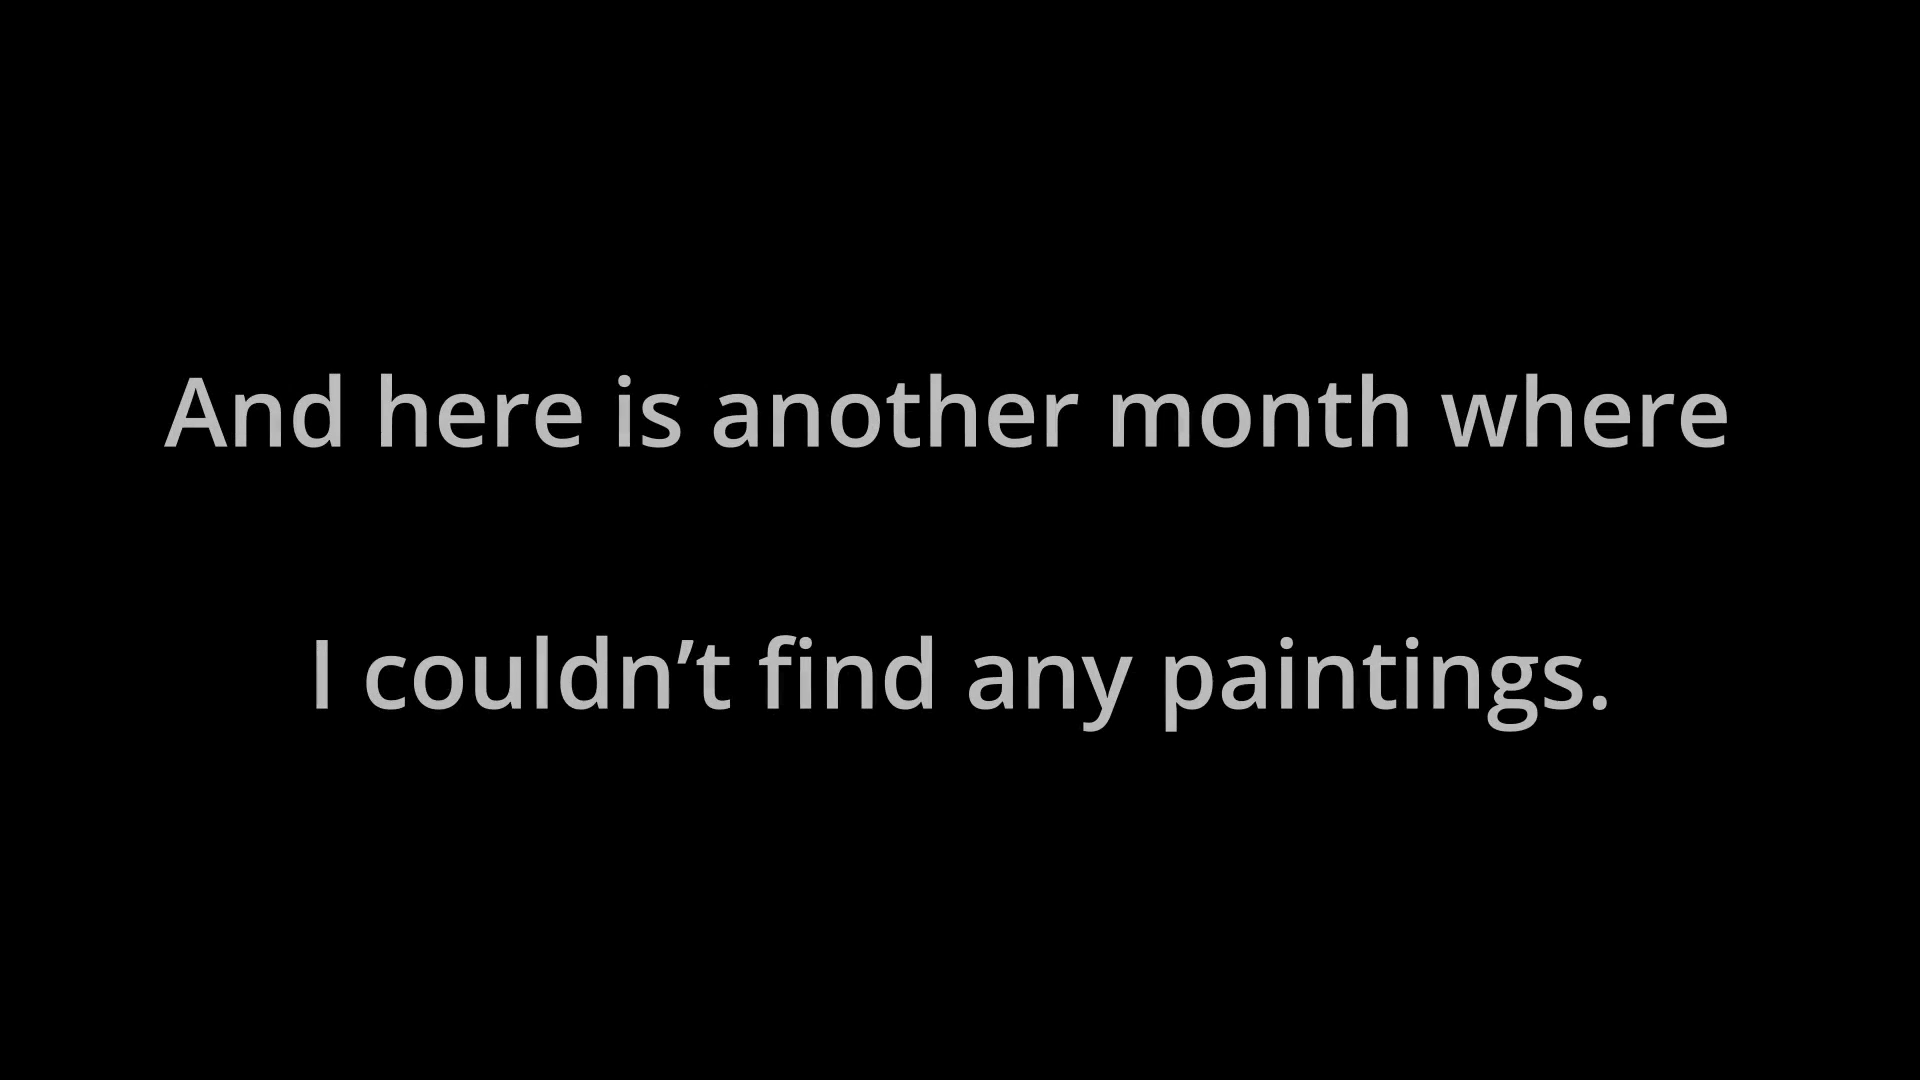 And here is another month where
I couldn’t find any paintings.